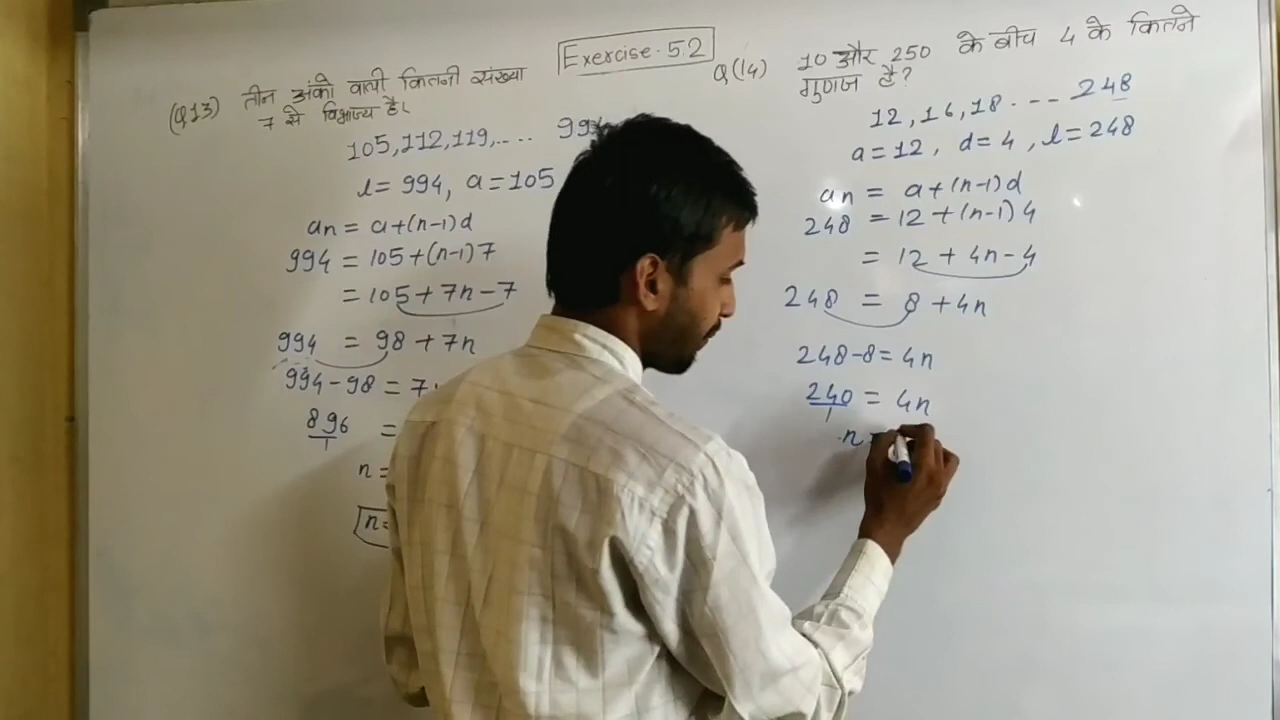 Exercise. 5.2
(Q13) तीन अंको वाली कितनी संख्या
7 से विभाज्य है।
105, 112, 119, ....
l = 994, a = 105
an = a + (n-1)d
994 = 105 + (n-1) 7
= 105 + 7n - 7
994 = 98 + 7n
994 - 98 = 7
896 =
n =
n =
Q(14) 10 और 250 के बीच 4 के कितने
गुणज है?
12, 16, 18 . - - - 248
a = 12, d = 4, l = 248
an = a + (n-1)d
248 = 12 + (n-1) 4
= 12 + 4n - 4
248 = 8 + 4n
248 - 8 = 4n
240 = 4n
n =